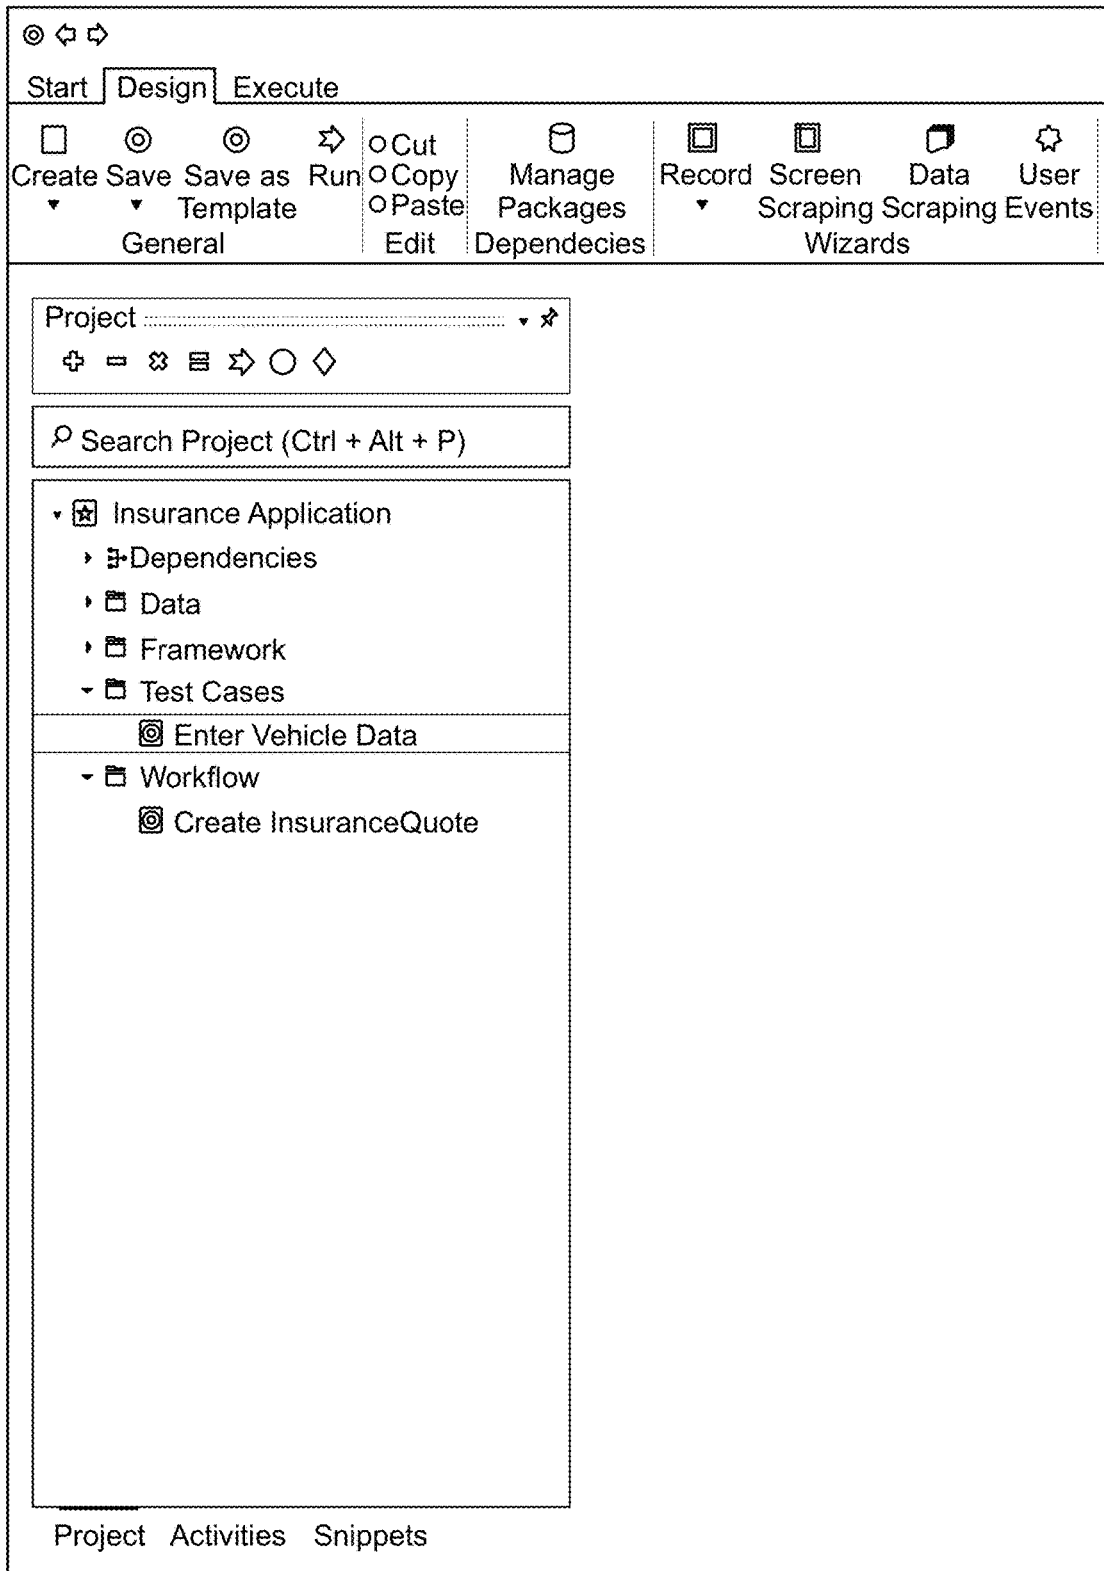 Start Design Execute
Create Save Save as Run Cut Manage Record Screen Data User
Template Copy Packages Scraping Scraping Events
Paste
General Edit Dependecies Wizards
Project
Search Project (Ctrl + Alt + P)
Insurance Application
Dependencies
Data
Framework
Test Cases
Enter Vehicle Data
Workflow
Create InsuranceQuote
Project Activities Snippets